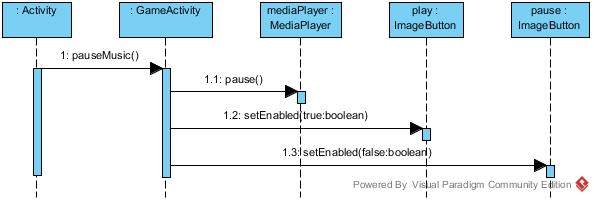 : Activity
: GameActivity
mediaPlayer :
MediaPlayer
play :
ImageButton
pause :
ImageButton
1: pauseMusic()
1.1: pause()
1.2: setEnabled(true:boolean)
1.3: setEnabled(false:boolean)
Powered By Visual Paradigm Community Edition